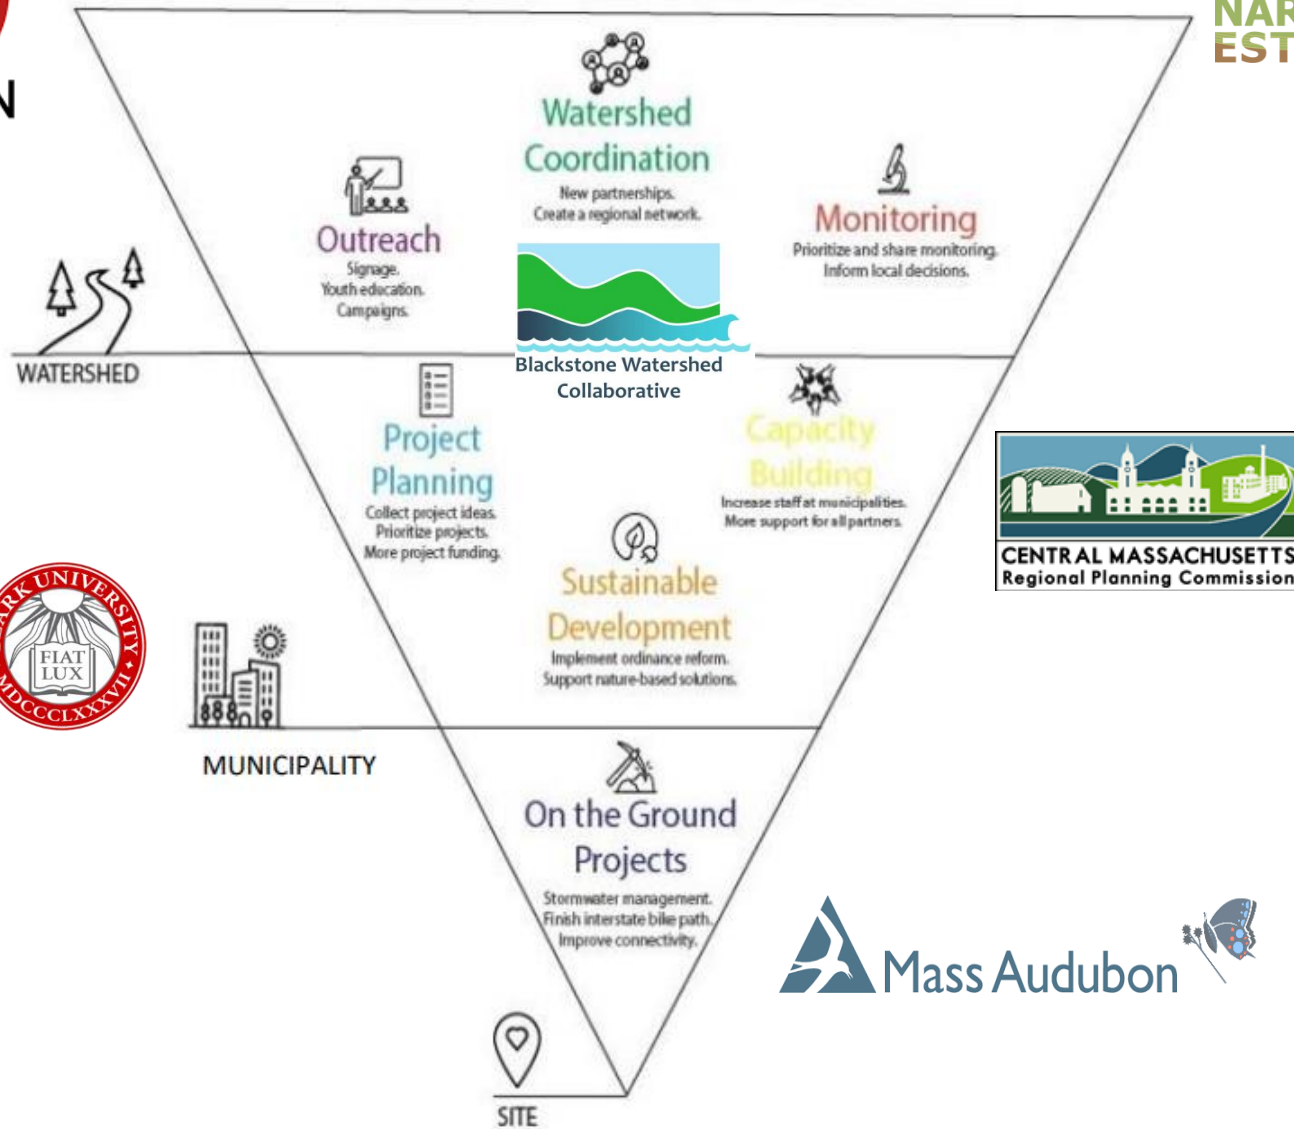 NAR
EST
N
Watershed
Coordination
New partnerships.
Create a regional network.
Outreach
Signage.
Youth education.
Campaigns.
Monitoring
Prioritize and share monitoring.
Inform local decisions.
WATERSHED
Blackstone Watershed
Collaborative
Project
Planning
Collect project ideas.
Prioritize projects.
More project funding.
Capacity
Building
Increase staff at municipalities.
More support for all partners.
CENTRAL MASSACHUSETTS
Regional Planning Commission
Sustainable
Development
Implement ordinance reform.
Support nature-based solutions.
ARK UNIVERSITY
FIAT
LUX
MDCCCLXXXVII
MUNICIPALITY
On the Ground
Projects
Stormwater management.
Finish interstate bike path.
Improve connectivity.
Mass Audubon
SITE